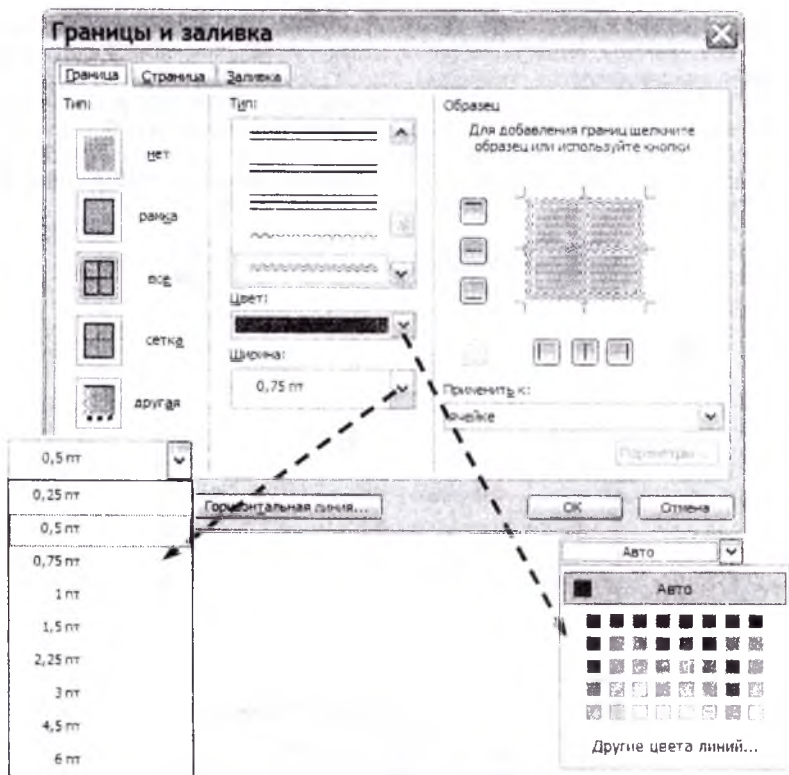 Границы и заливка
Граница Страница Заливка
Тип:
нет
рамка
все
сетка
другая
Тип:
Цвет:
Ширина:
0,75 пт
Образец
Для добавления границ щелкните
образец или используйте кнопки
Применить к:
ячейке
Параметры...
Горизонтальная линия...
ОК
Отмена
0,5 пт
0,25 пт
0,5 пт
0,75 пт
1 пт
1,5 пт
2,25 пт
3 пт
4,5 пт
6 пт
Авто
Авто
Другие цвета линий...